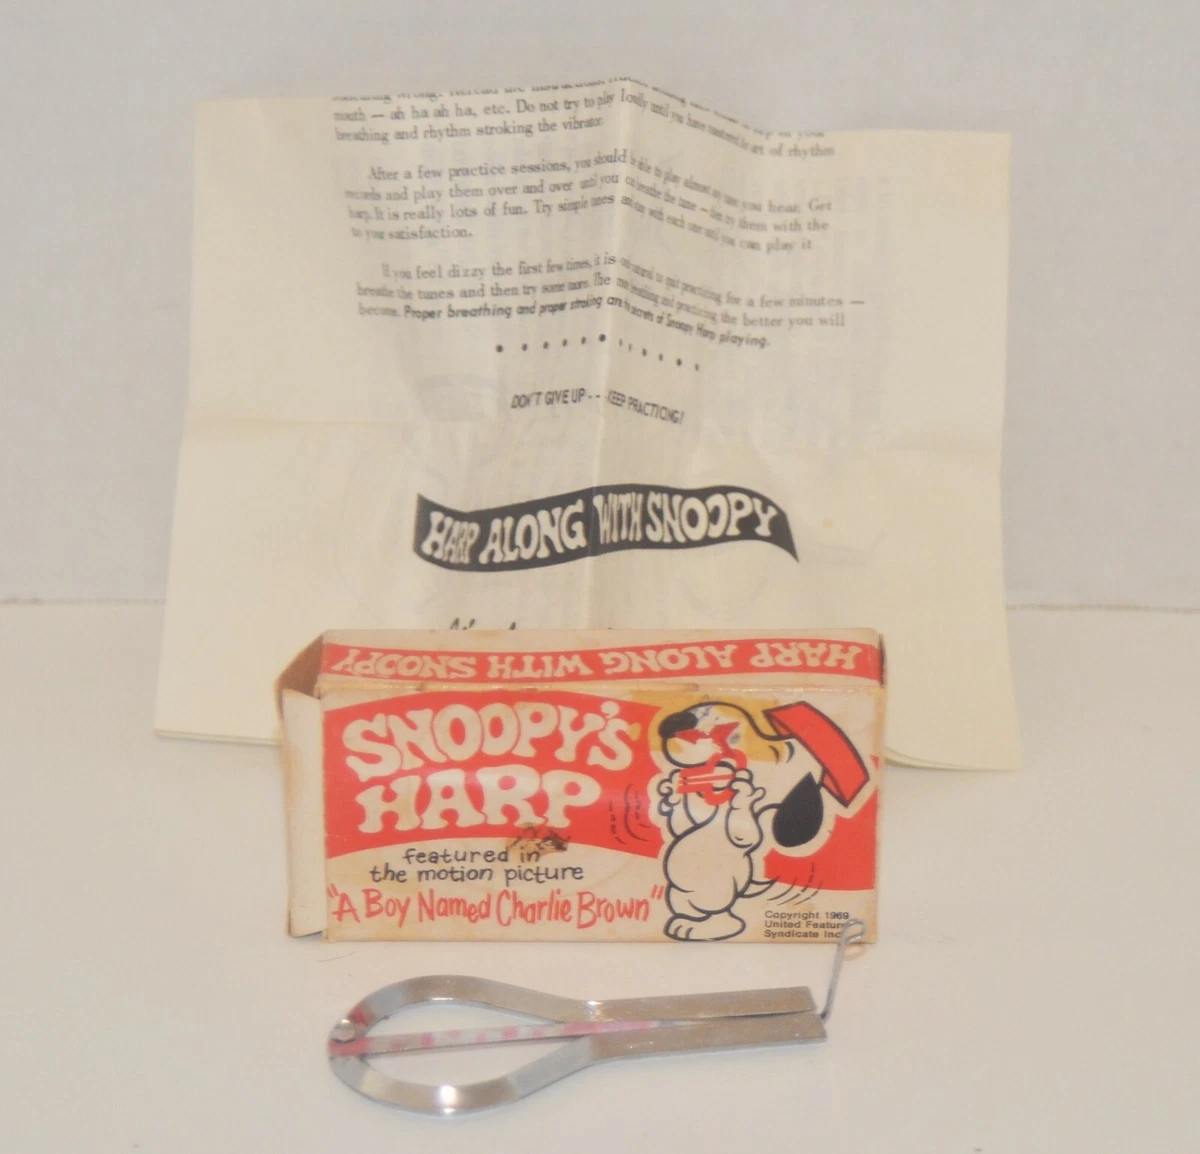 something wrong. Reread the instructions
mouth — ah ha ah ha, etc. Do not try to play loudly until you have mastered the art of rhythm
breathing and rhythm stroking the vibrator.
After a few practice sessions, you should be able to play almost any tune you hear. Get
records and play them over and over until you can breathe the tune — then try them with the
harp. It is really lots of fun. Try simple tunes and stay with each one until you can play it
to your satisfaction.
If you feel dizzy the first few times, it is only natural to quit practicing for a few minutes —
breathe the tunes and then try some more. The more breathing and practicing the better you will
become. Proper breathing and proper stroking are the secrets of Snoopy Harp playing.
DON'T GIVE UP - - KEEP PRACTICING!
HARP ALONG WITH SNOOPY
HARP ALONG WITH SNOOPY
SNOOPY'S
HARP
featured in
the motion picture
"A Boy Named Charlie Brown"
Copyright 1969
United Feature
Syndicate Inc.